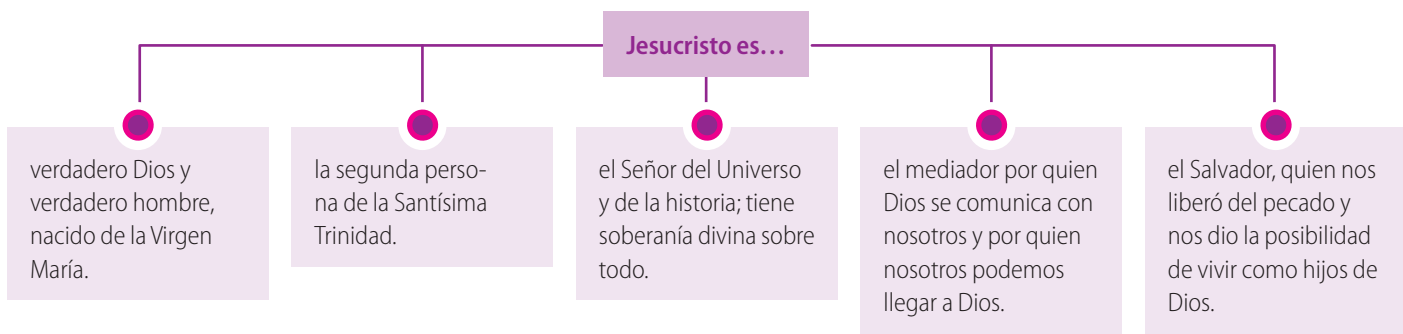 Jesucristo es…
verdadero Dios y
verdadero hombre,
nacido de la Virgen
María.
la segunda perso-
na de la Santísima
Trinidad.
el Señor del Universo
y de la historia; tiene
soberanía divina sobre
todo.
el mediador por quien
Dios se comunica con
nosotros y por quien
nosotros podemos
llegar a Dios.
el Salvador, quien nos
liberó del pecado y
nos dio la posibilidad
de vivir como hijos de
Dios.